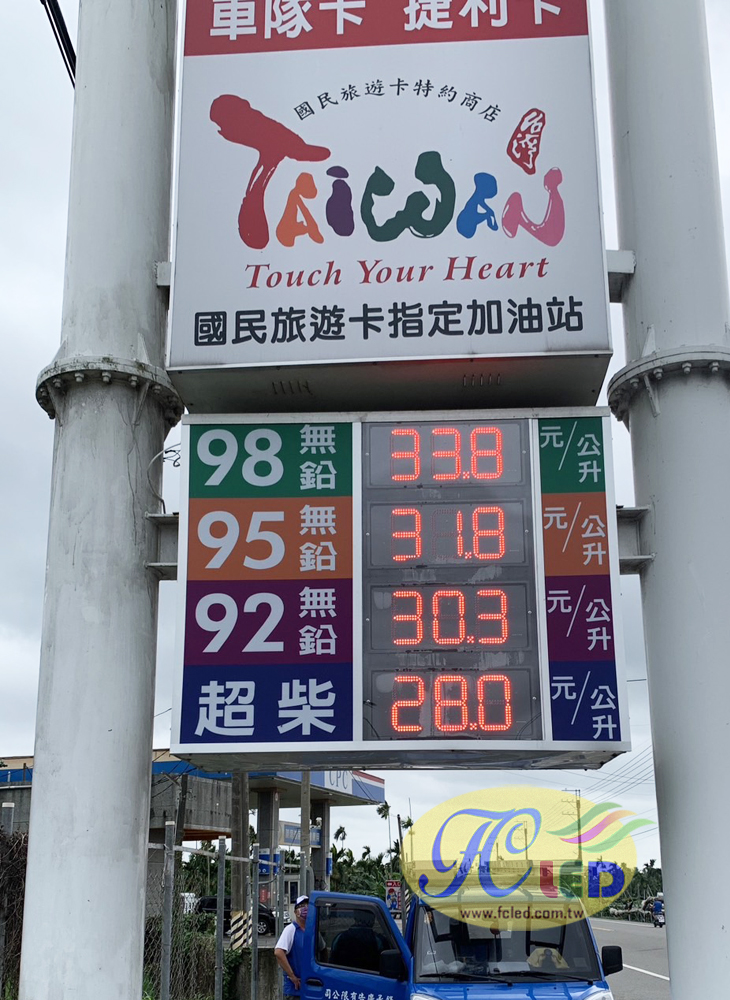 車隊卡 捷利卡
國民旅遊卡特約商店
台灣
TAIWAN
Touch Your Heart
國民旅遊卡指定加油站
98 無鉛 33.8 元/公升
95 無鉛 31.8 元/公升
92 無鉛 30.3 元/公升
超柴 28.0 元/公升
CPC
FC LED
www.fcled.com.tw